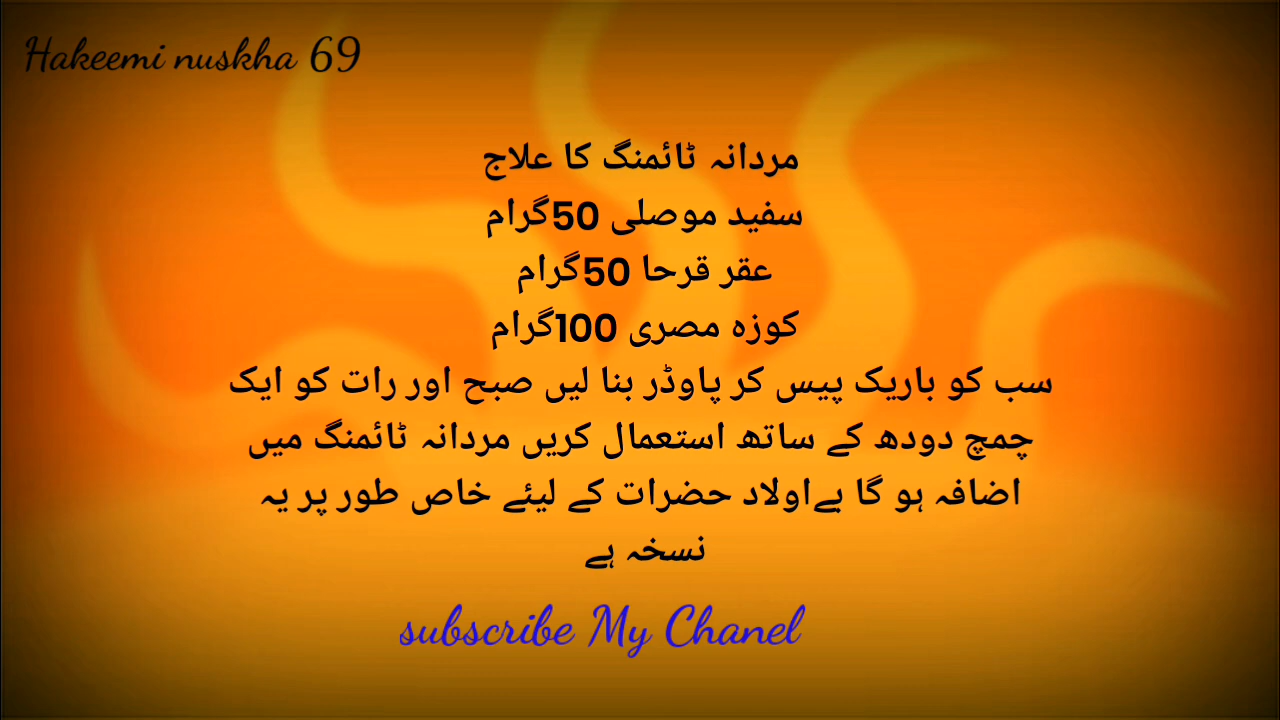 Hakeemi nuskha 69
مردانہ ٹائمنگ کا علاج
سفید موصلی 50گرام
عقر قرحا 50گرام
کوزہ مصری 100گرام
سب کو باریک پیس کر پاوڈر بنا لیں صبح اور رات کو ایک
چمچ دودھ کے ساتھ استعمال کریں مردانہ ٹائمنگ میں
اضافہ ہو گا بےاولاد حضرات کے لیئے خاص طور پر یہ
نسخہ ہے
subscribe My Chanel